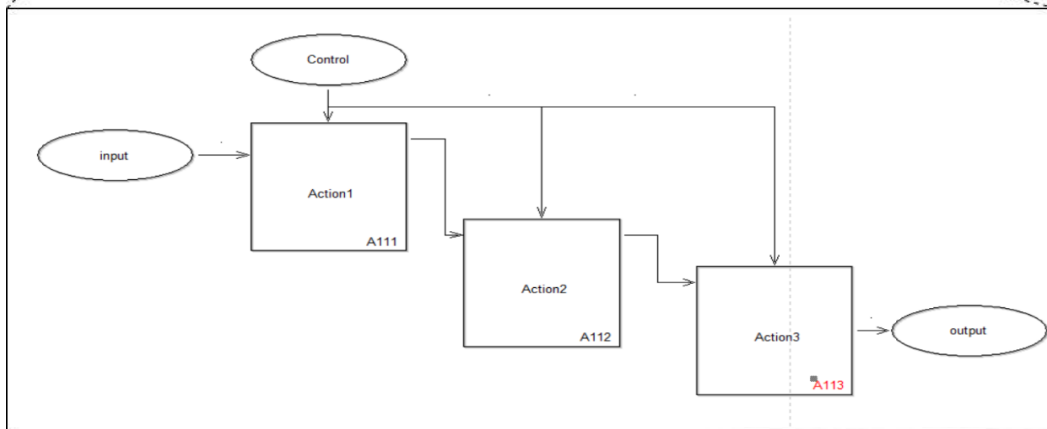 Control
input
Action1
A111
Action2
A112
Action3
A113
output